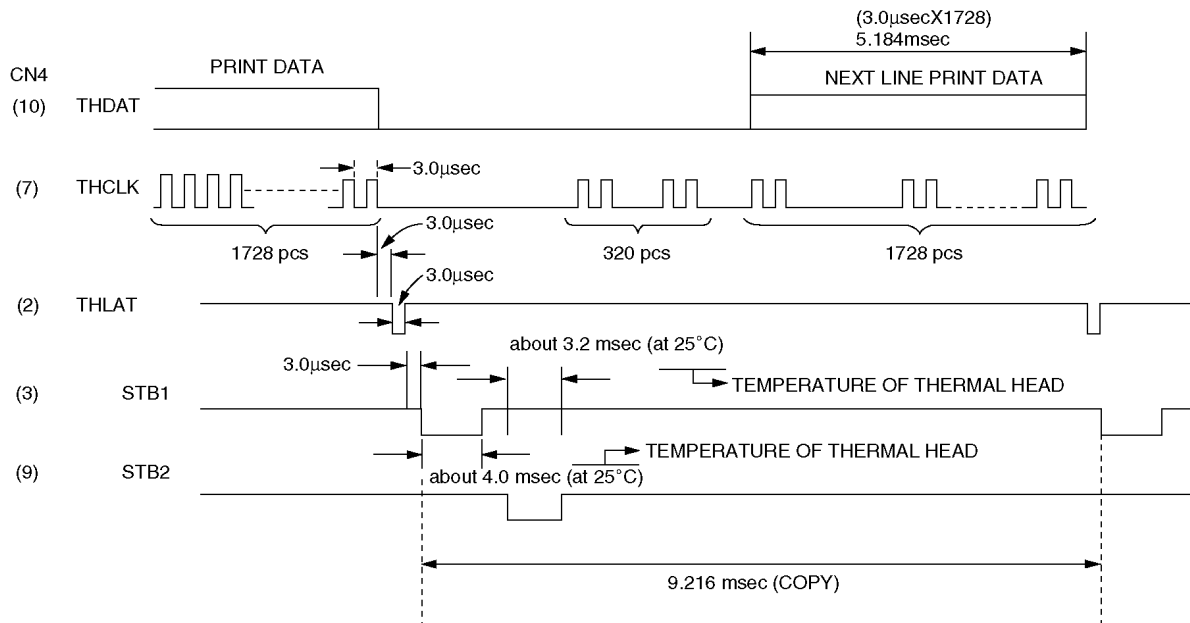 (3.0µsecX1728)
5.184msec
CN4
PRINT DATA
NEXT LINE PRINT DATA
(10) THDAT
3.0µsec
(7) THCLK
3.0µsec
1728 pcs
320 pcs
1728 pcs
3.0µsec
(2) THLAT
about 3.2 msec (at 25°C)
3.0µsec
TEMPERATURE OF THERMAL HEAD
(3) STB1
TEMPERATURE OF THERMAL HEAD
(9) STB2
about 4.0 msec (at 25°C)
9.216 msec (COPY)